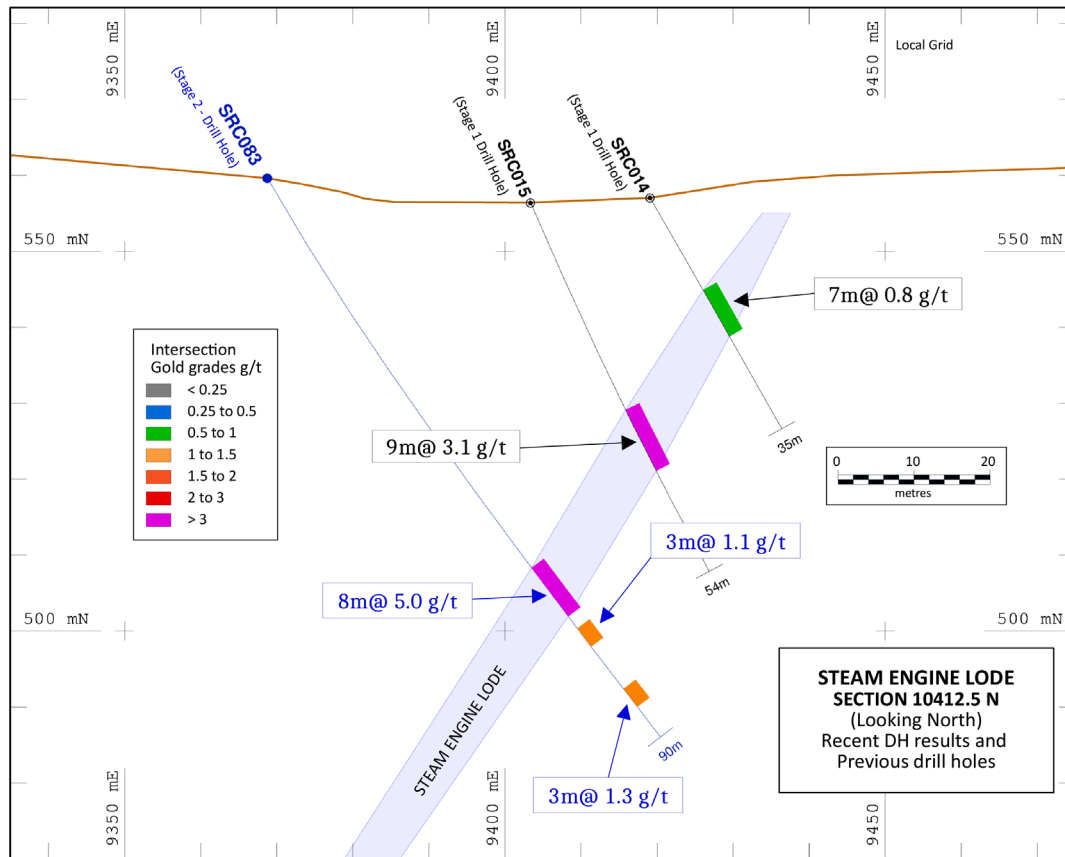 9350 mE
9400 mE
9450 mE
Local Grid
SRC083
(Stage 2 - Drill Hole)
SRC015
(Stage 1 Drill Hole)
SRC014
(Stage 1 Drill Hole)
550 mN
550 mN
7m@ 0.8 g/t
Intersection
Gold grades g/t
< 0.25
0.25 to 0.5
0.5 to 1
1 to 1.5
1.5 to 2
2 to 3
> 3
9m@ 3.1 g/t
35m
0 10 20
metres
3m@ 1.1 g/t
54m
8m@ 5.0 g/t
500 mN
500 mN
STEAM ENGINE LODE
90m
3m@ 1.3 g/t
STEAM ENGINE LODE
SECTION 10412.5 N
(Looking North)
Recent DH results and
Previous drill holes
9350 mE
9400 mE
9450 mE